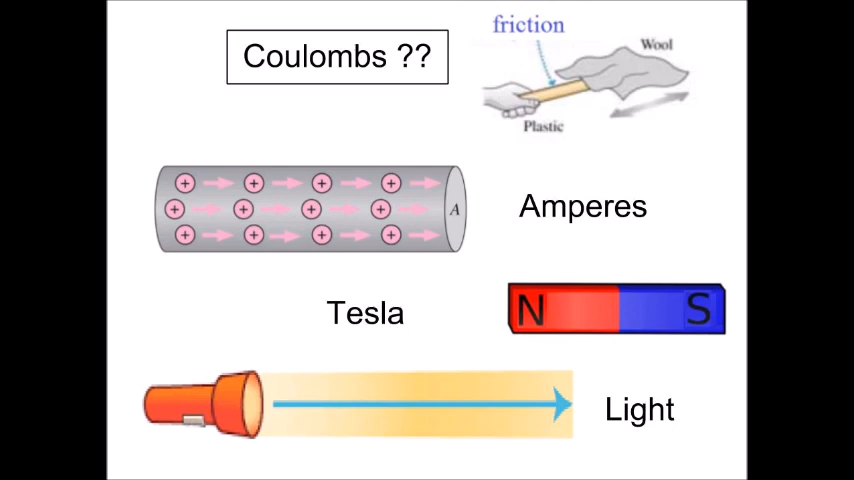 friction
Coulombs ??
Wool
Plastic
+ + + +
+ + + + A
+ + + +
Amperes
N S
Tesla
Light